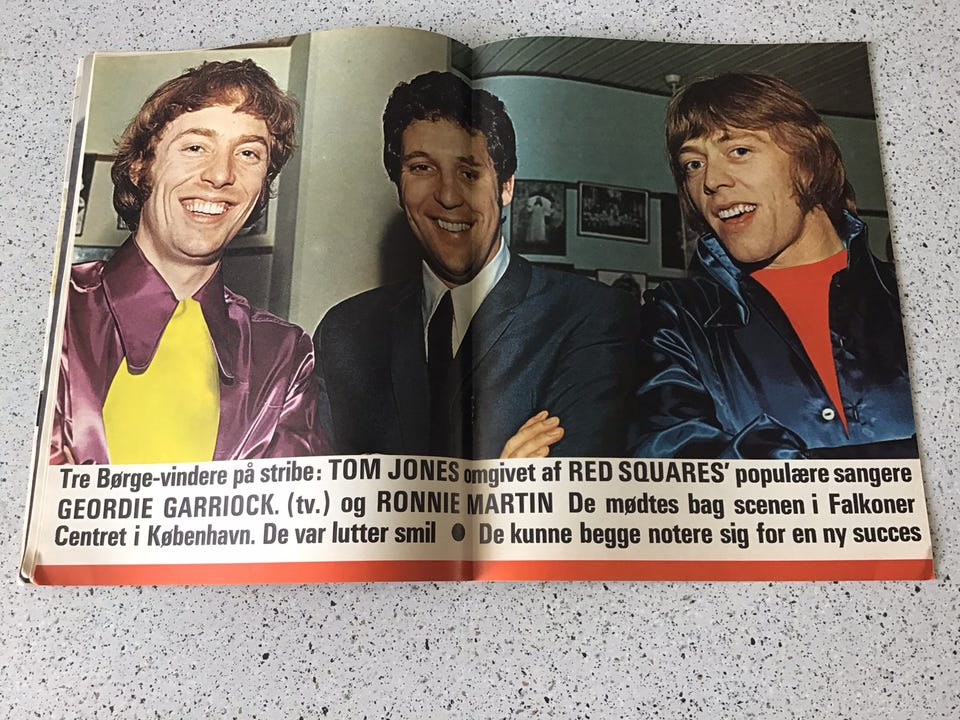 Tre Børge-vindere på stribe: TOM JONES omgivet af RED SQUARES' populære sangere
GEORDIE GARRIOCK. (tv.) og RONNIE MARTIN De mødtes bag scenen i Falkoner
Centret i København. De var lutter smil ● De kunne begge notere sig for en ny succes